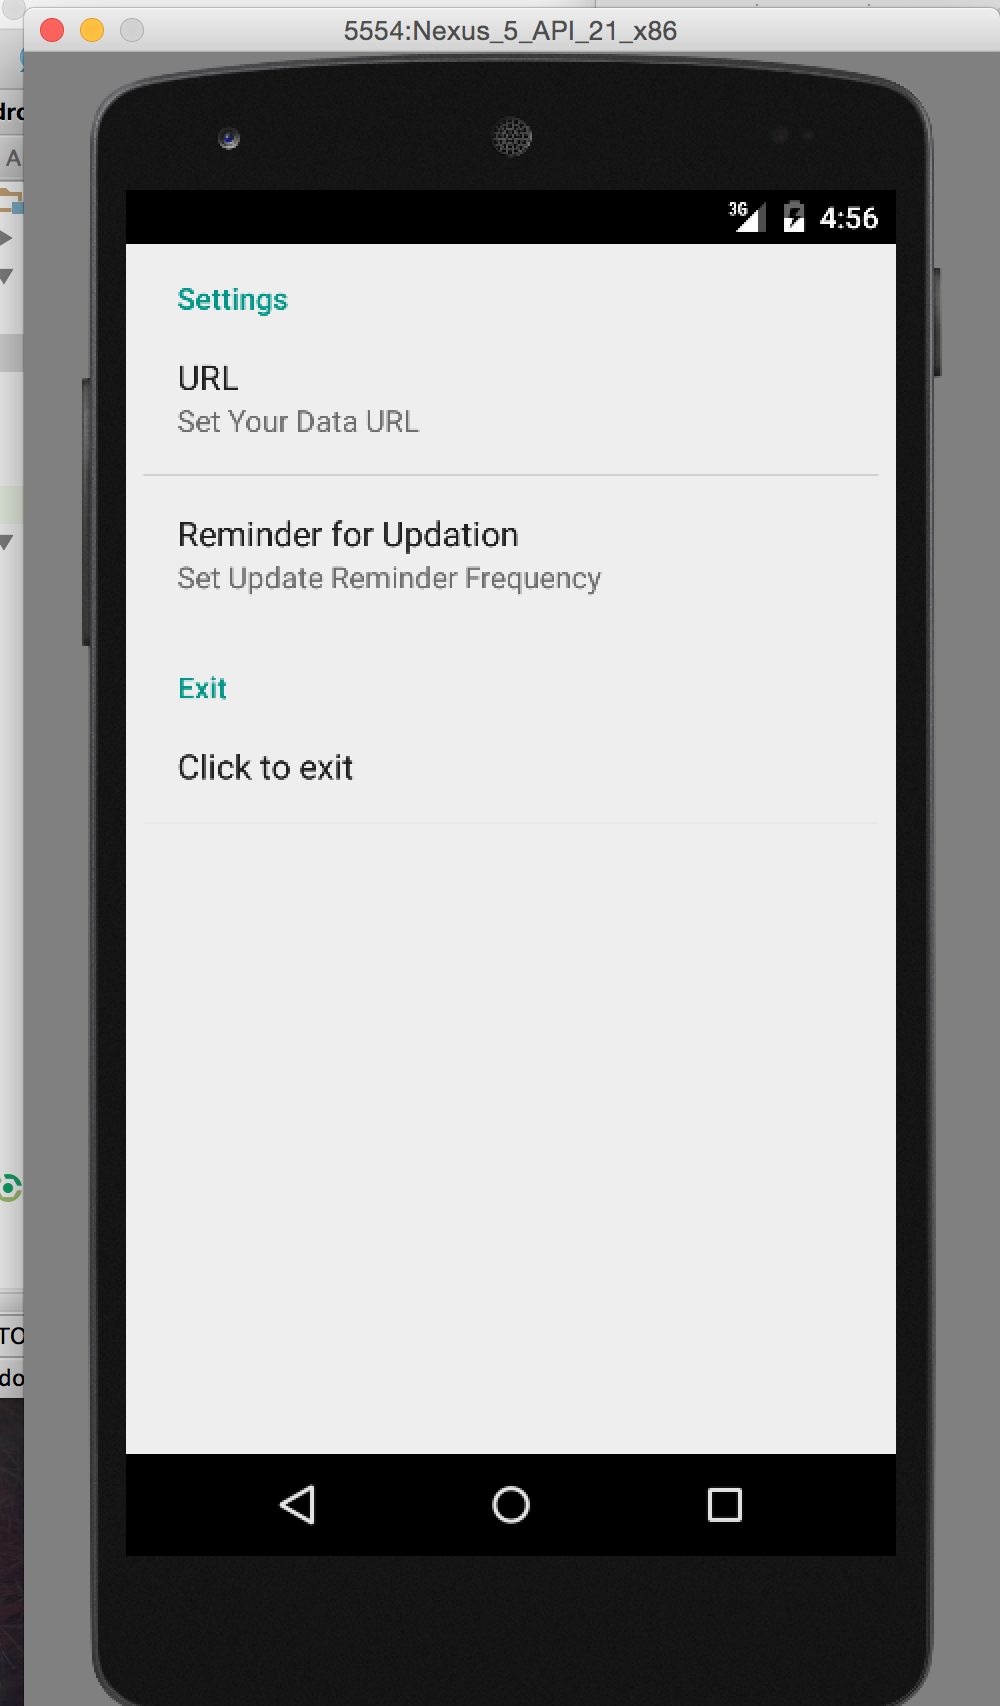 5554:Nexus_5_API_21_x86
A
3G 4:56
Settings
URL
Set Your Data URL
Reminder for Updation
Set Update Reminder Frequency
Exit
Click to exit
TO
do